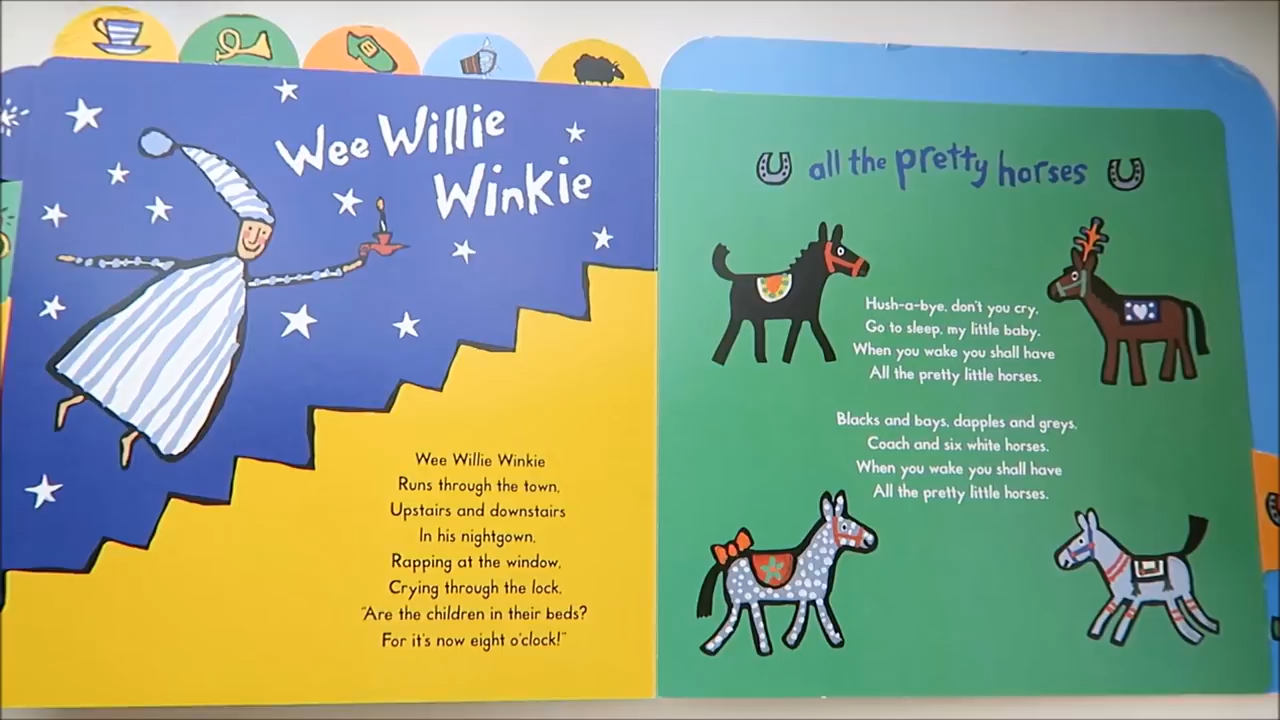 Wee Willie
Winkie
Wee Willie Winkie
Runs through the town,
Upstairs and downstairs
In his nightgown,
Rapping at the window,
Crying through the lock,
"Are the children in their beds?
For it's now eight o'clock!"
all the pretty horses
Hush-a-bye, don't you cry,
Go to sleep, my little baby.
When you wake you shall have
All the pretty little horses.
Blacks and bays, dapples and greys,
Coach and six white horses.
When you wake you shall have
All the pretty little horses.